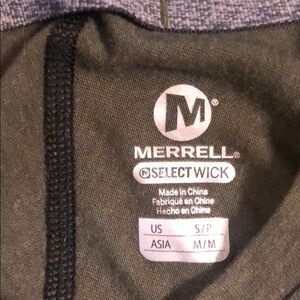 M
MERRELL®
M SELECT WICK
Made in China
Fabriqué en Chine
Hecho en China
US S/P
ASIA M/M